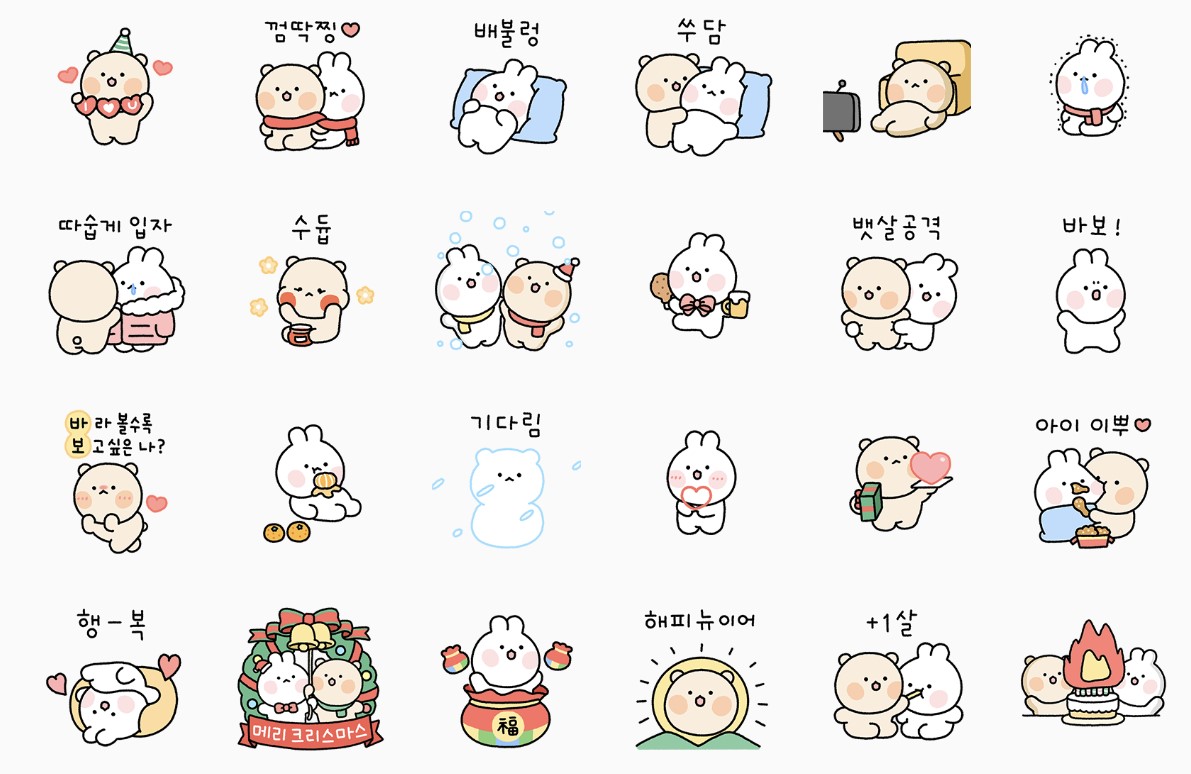 I ♥ U
껌딱찡♥
배불렁
쑤담
따숩게 입자
수듑
뱃살공격
바보!
바라볼수록
보고싶은 나?
기다림
아이 이뿌♥
행-복
메리크리스마스
福
해피뉴이어
+1살